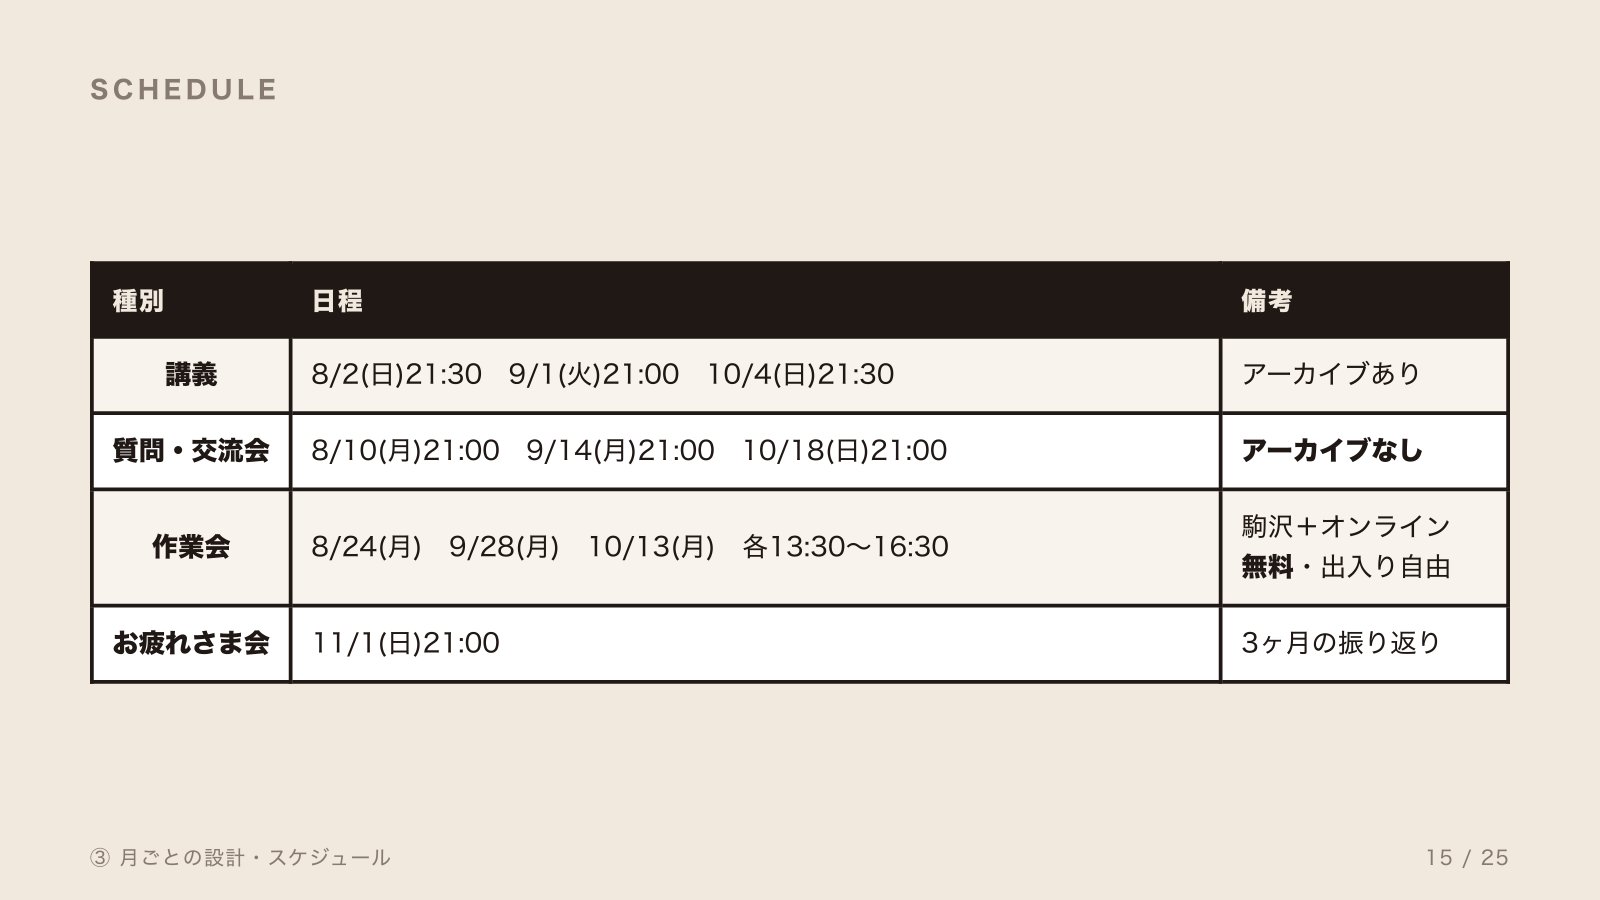 SCHEDULE
種別 日程 備考
講義 8/2(日)21:30 9/1(火)21:00 10/4(日)21:30 アーカイブあり
質問・交流会 8/10(月)21:00 9/14(月)21:00 10/18(日)21:00 アーカイブなし
作業会 8/24(月) 9/28(月) 10/13(月) 各13:30〜16:30 駒沢＋オンライン
無料・出入り自由
お疲れさま会 11/1(日)21:00 3ヶ月の振り返り
③ 月ごとの設計・スケジュール
15 / 25